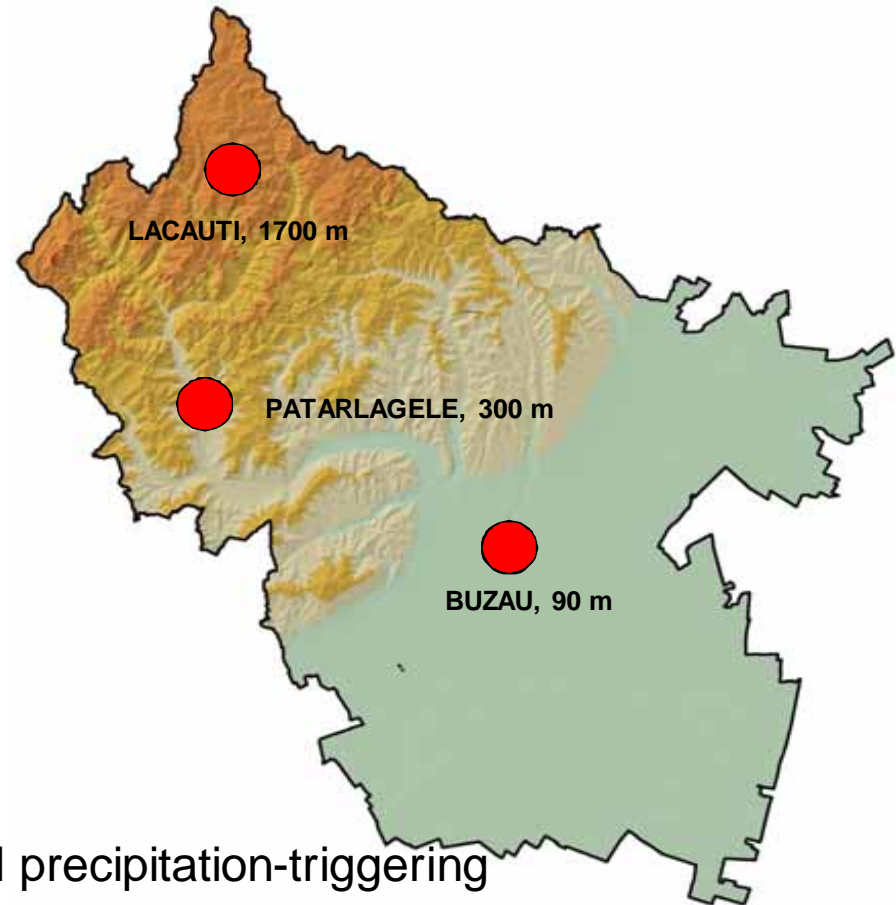 LACAUTI, 1700 m
PATARLAGELE, 300 m
BUZAU, 90 m
precipitation-triggering